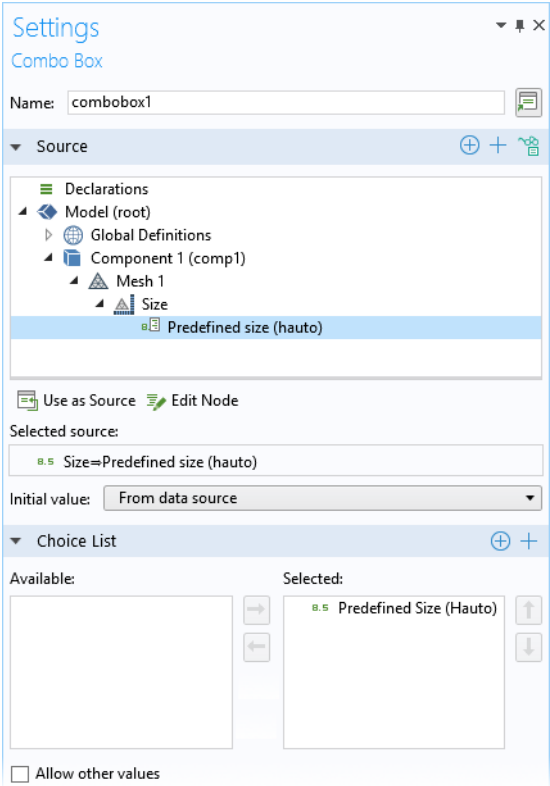 Settings
Combo Box
Name: combobox1
Source
Declarations
Model (root)
Global Definitions
Component 1 (comp1)
Mesh 1
Size
Predefined size (hauto)
Use as Source Edit Node
Selected source:
8.5 Size⇒Predefined size (hauto)
Initial value: From data source
Choice List
Available: Selected:
8.5 Predefined Size (Hauto)
Allow other values